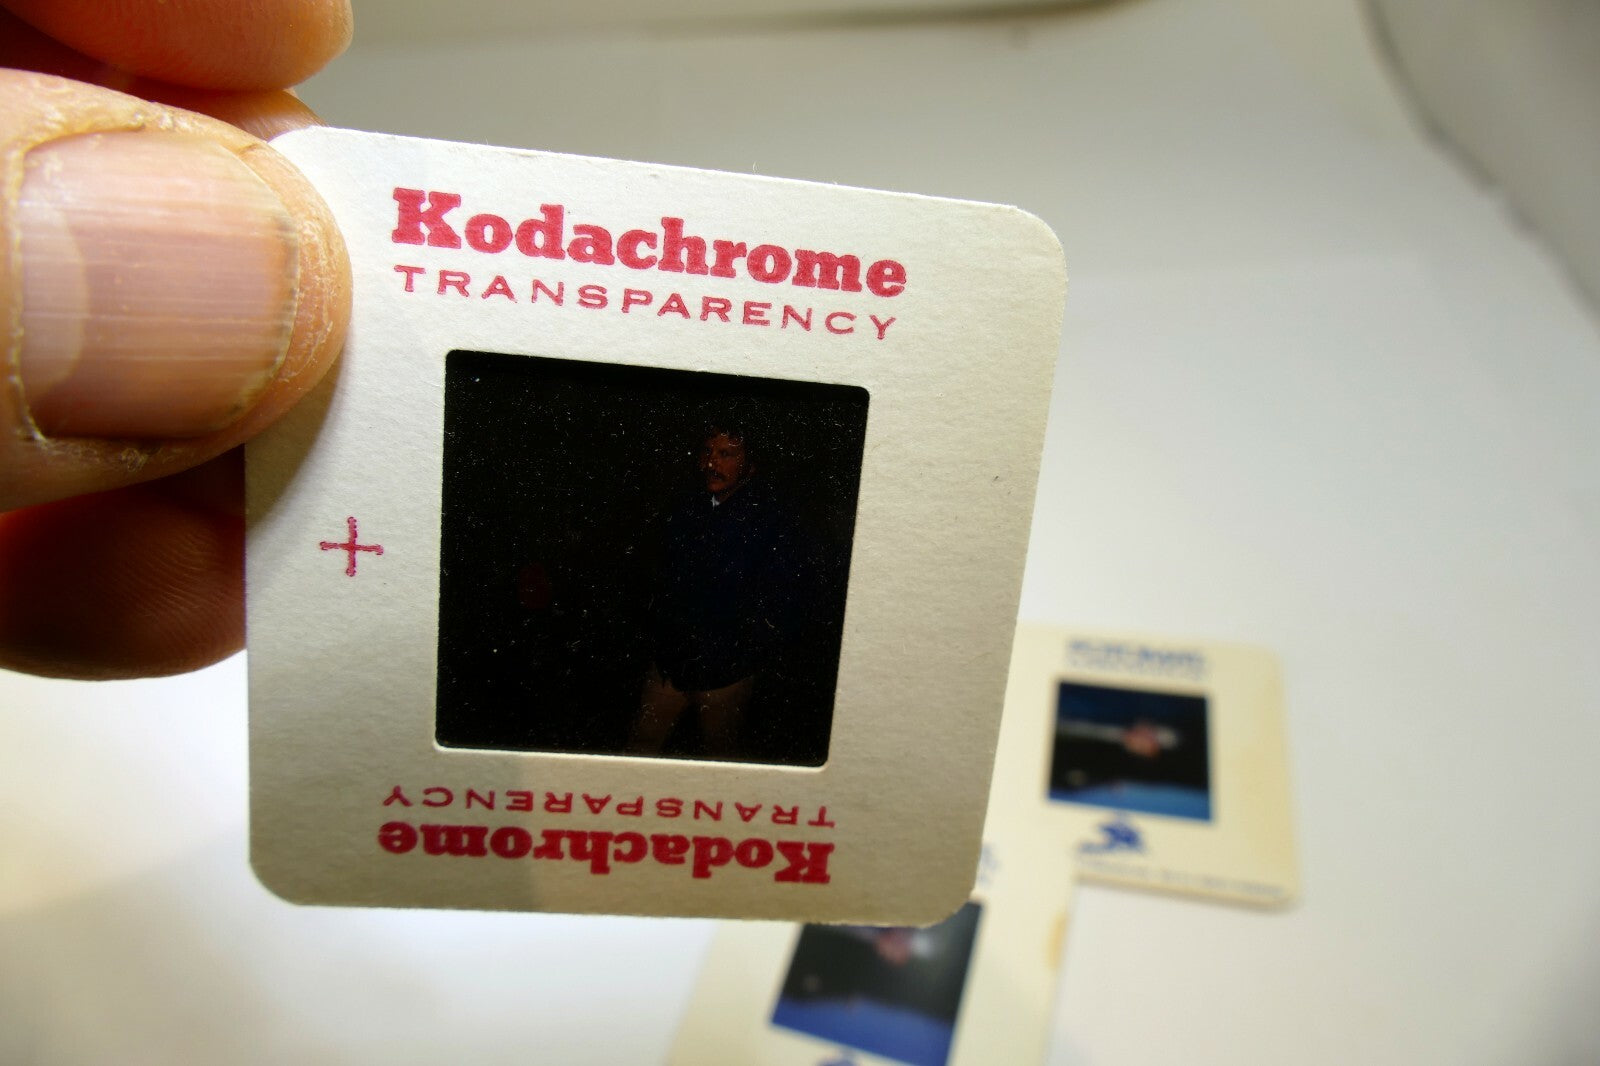 Kodachrome
TRANSPARENCY
+
TRANSPARENCY
Kodachrome